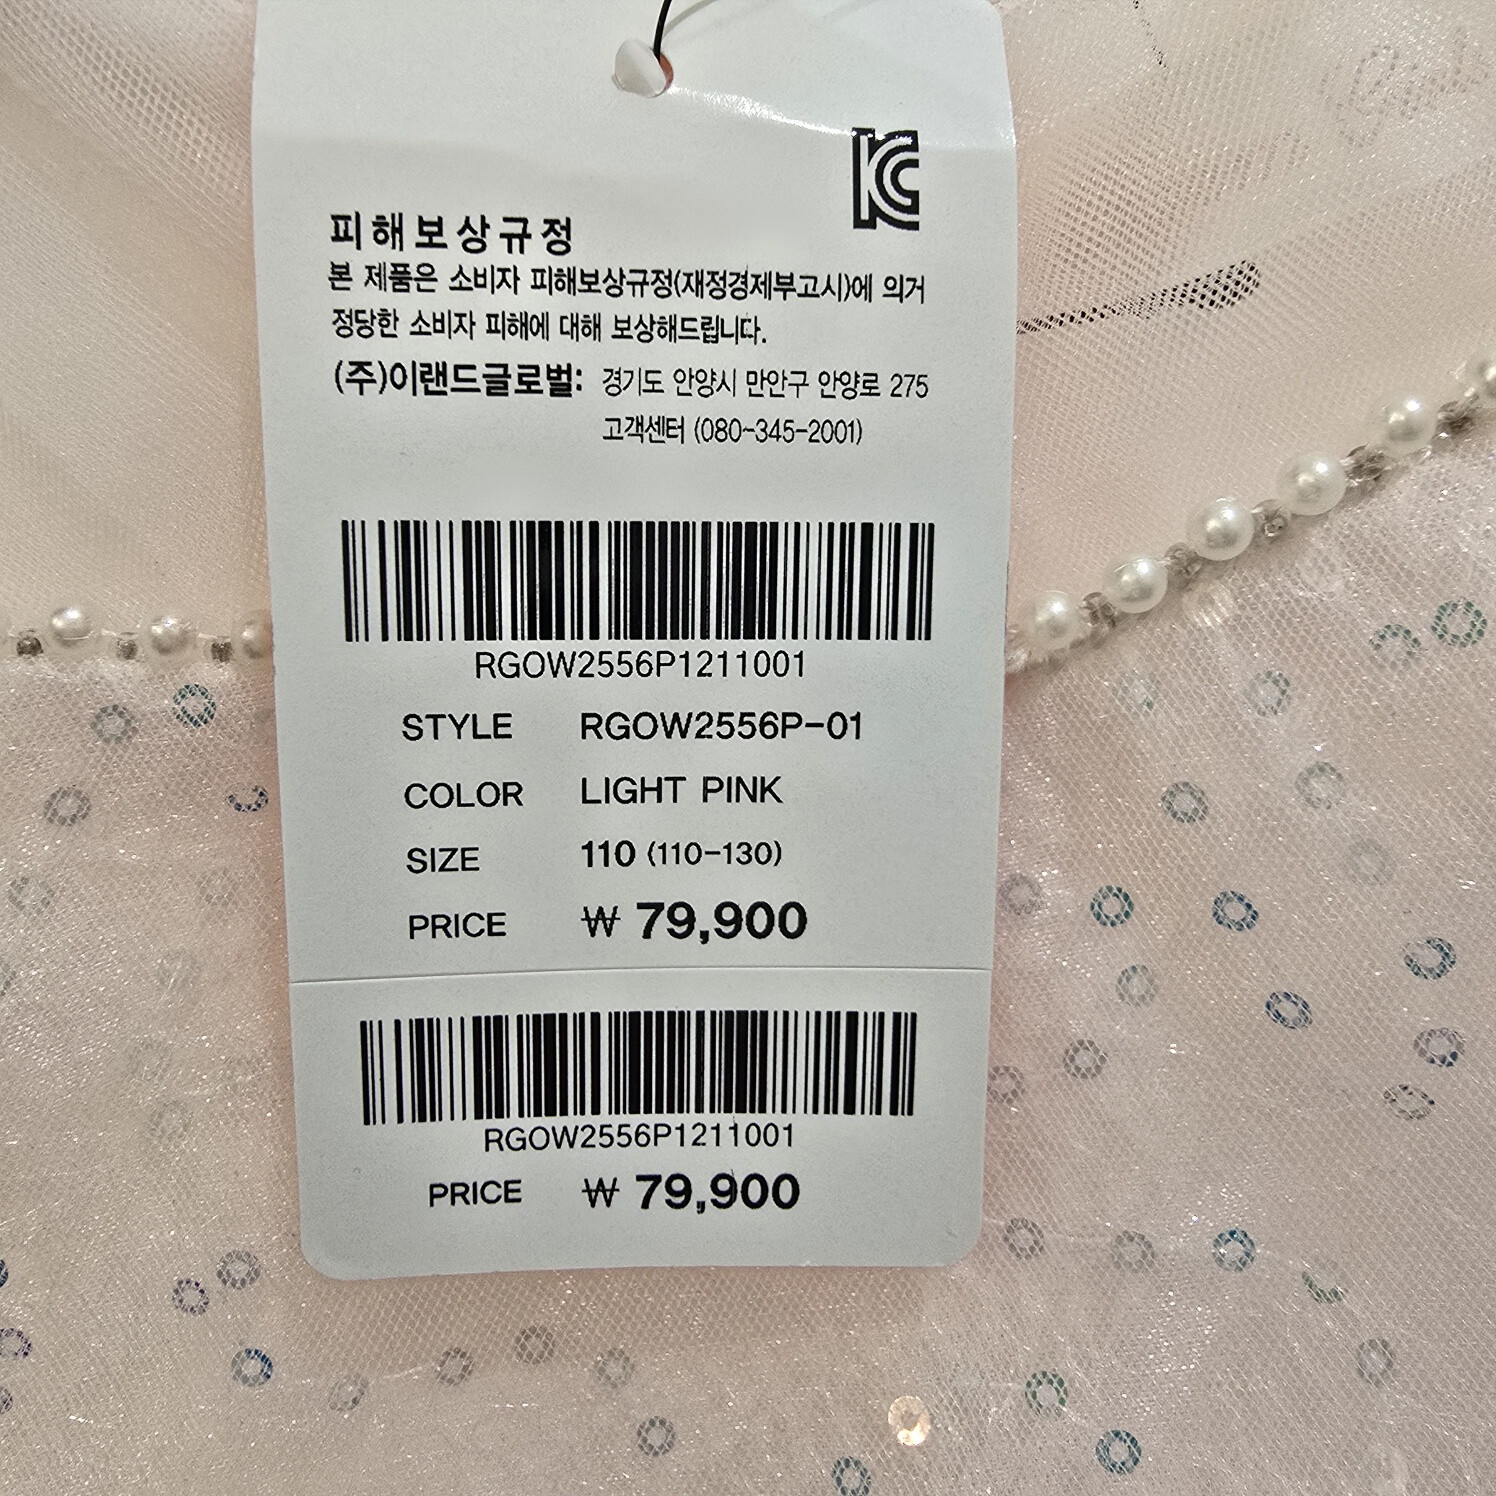 KC
피해보상규정
본 제품은 소비자 피해보상규정(재정경제부고시)에 의거
정당한 소비자 피해에 대해 보상해드립니다.
(주)이랜드글로벌: 경기도 안양시 만안구 안양로 275
고객센터 (080-345-2001)
RGOW2556P1211001
STYLE RGOW2556P-01
COLOR LIGHT PINK
SIZE 110 (110-130)
PRICE ₩ 79,900
RGOW2556P1211001
PRICE ₩ 79,900